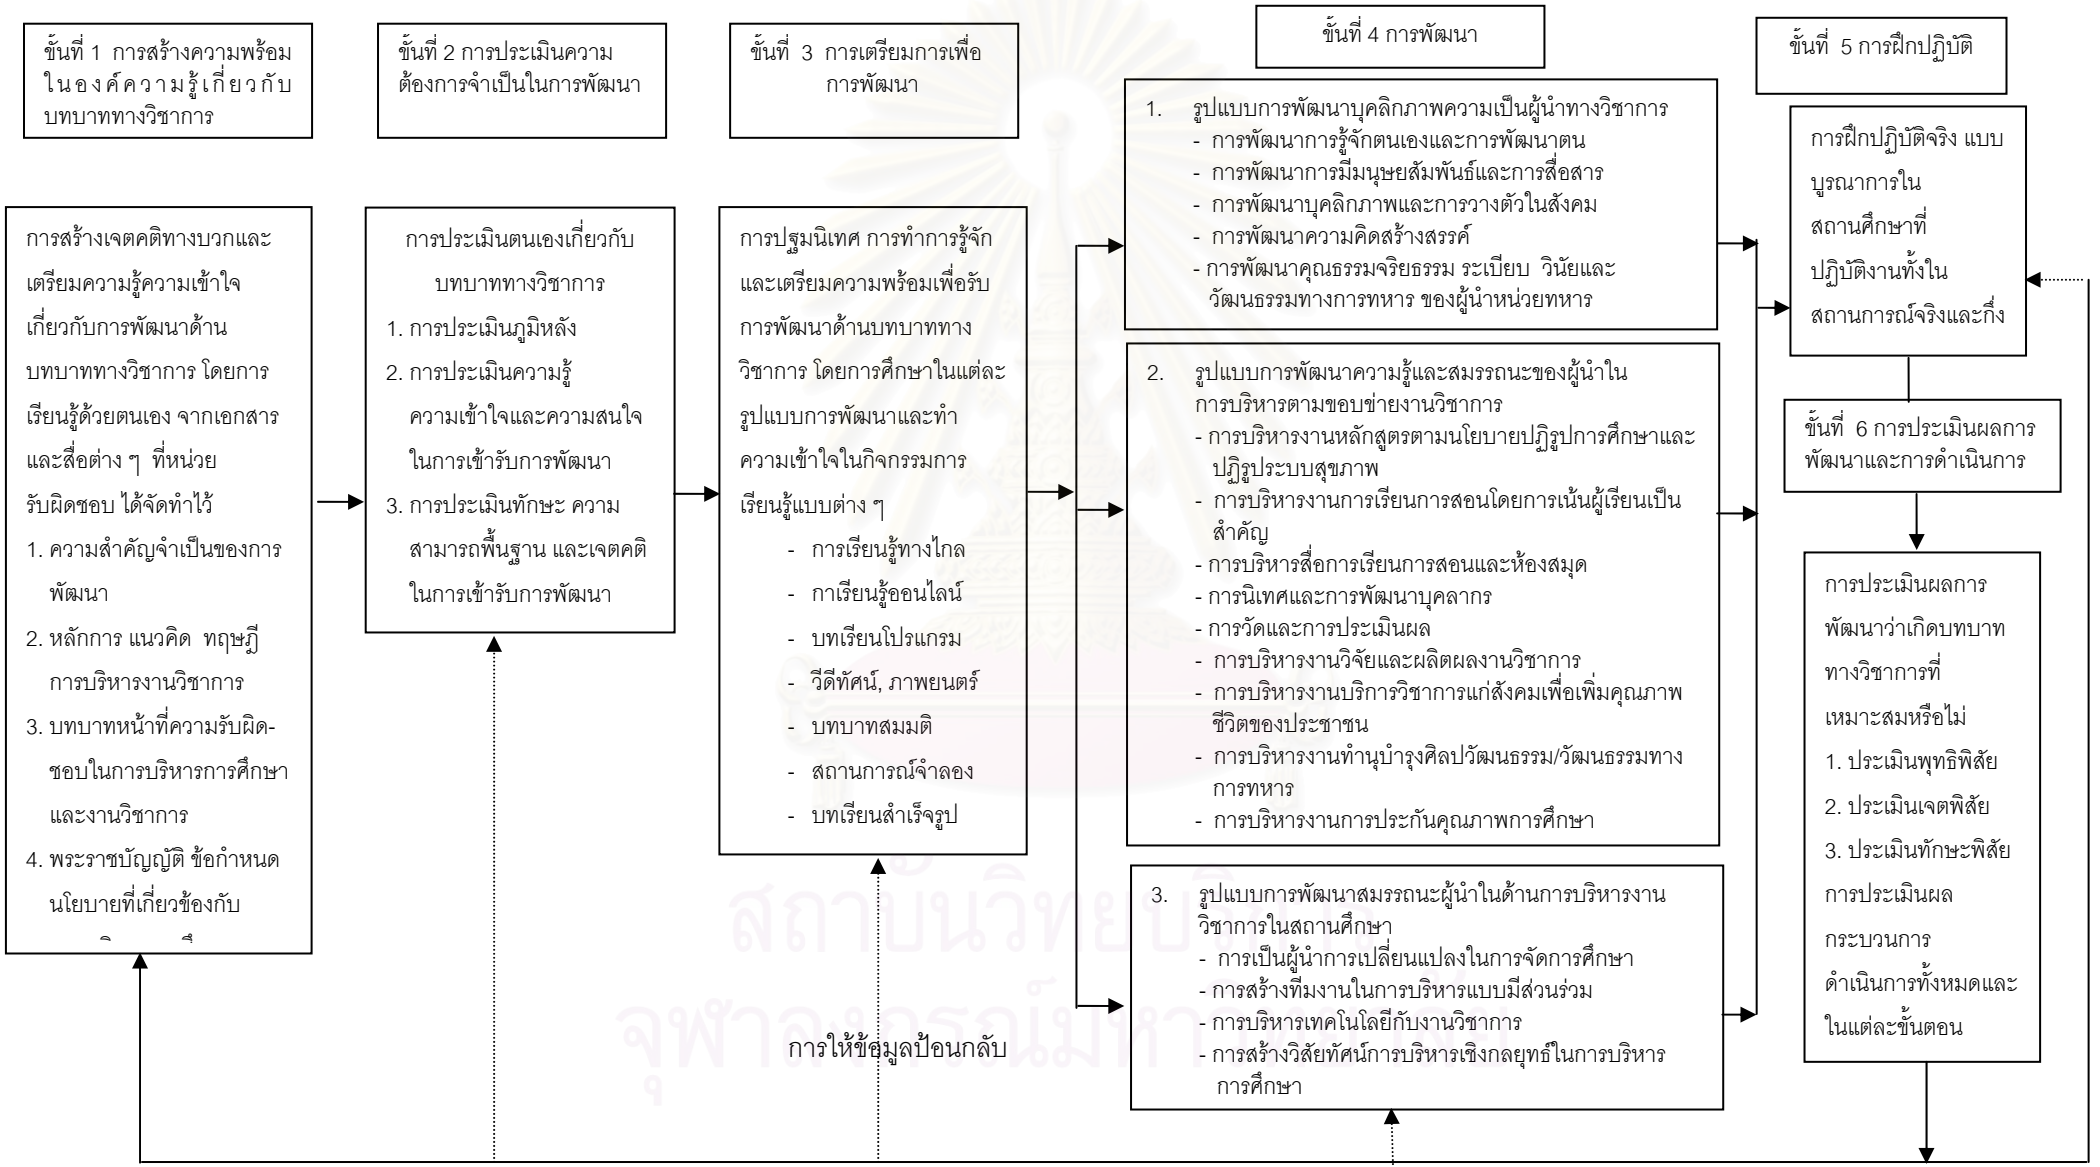 ขั้นที่ 1 การสร้างความพร้อม
ในองค์ความรู้เกี่ยวกับ
บทบาททางวิชาการ
ขั้นที่ 2 การประเมินความ
ต้องการจำเป็นในการพัฒนา
ขั้นที่ 3 การเตรียมการเพื่อ
การพัฒนา
ขั้นที่ 4 การพัฒนา
ขั้นที่ 5 การฝึกปฏิบัติ
การสร้างเจตคติทางบวกและ
เตรียมความรู้ความเข้าใจ
เกี่ยวกับการพัฒนาด้าน
บทบาททางวิชาการ โดยการ
เรียนรู้ด้วยตนเอง จากเอกสาร
และสื่อต่าง ๆ ที่หน่วย
รับผิดชอบ ได้จัดทำไว้
1. ความสำคัญจำเป็นของการ
พัฒนา
2. หลักการ แนวคิด ทฤษฎี
การบริหารงานวิชาการ
3. บทบาทหน้าที่ความรับผิด-
ชอบในการบริหารการศึกษา
และงานวิชาการ
4. พระราชบัญญัติ ข้อกำหนด
นโยบายที่เกี่ยวข้องกับ
การประเมินตนเองเกี่ยวกับ
บทบาททางวิชาการ
1. การประเมินภูมิหลัง
2. การประเมินความรู้
ความเข้าใจและความสนใจ
ในการเข้ารับการพัฒนา
3. การประเมินทักษะ ความ
สามารถพื้นฐาน และเจตคติ
ในการเข้ารับการพัฒนา
การปฐมนิเทศ การทำการรู้จัก
และเตรียมความพร้อมเพื่อรับ
การพัฒนาด้านบทบาททาง
วิชาการ โดยการศึกษาในแต่ละ
รูปแบบการพัฒนาและทำ
ความเข้าใจในกิจกรรมการ
เรียนรู้แบบต่าง ๆ
- การเรียนรู้ทางไกล
- กาเรียนรู้ออนไลน์
- บทเรียนโปรแกรม
- วีดีทัศน์, ภาพยนตร์
- บทบาทสมมติ
- สถานการณ์จำลอง
- บทเรียนสำเร็จรูป
1. รูปแบบการพัฒนาบุคลิกภาพความเป็นผู้นำทางวิชาการ
- การพัฒนาการรู้จักตนเองและการพัฒนาตน
- การพัฒนาการมีมนุษยสัมพันธ์และการสื่อสาร
- การพัฒนาบุคลิกภาพและการวางตัวในสังคม
- การพัฒนาความคิดสร้างสรรค์
- การพัฒนาคุณธรรมจริยธรรม ระเบียบ วินัยและ
วัฒนธรรมทางการทหาร ของผู้นำหน่วยทหาร
2. รูปแบบการพัฒนาความรู้และสมรรถนะของผู้นำใน
การบริหารตามขอบข่ายงานวิชาการ
- การบริหารงานหลักสูตรตามนโยบายปฏิรูปการศึกษาและ
ปฏิรูประบบสุขภาพ
- การบริหารงานการเรียนการสอนโดยการเน้นผู้เรียนเป็น
สำคัญ
- การบริหารสื่อการเรียนการสอนและห้องสมุด
- การนิเทศและการพัฒนาบุคลากร
- การวัดและการประเมินผล
- การบริหารงานวิจัยและผลิตผลงานวิชาการ
- การบริหารงานบริการวิชาการแก่สังคมเพื่อเพิ่มคุณภาพ
ชีวิตของประชาชน
- การบริหารงานทำนุบำรุงศิลปวัฒนธรรม/วัฒนธรรมทาง
การทหาร
- การบริหารงานการประกันคุณภาพการศึกษา
3. รูปแบบการพัฒนาสมรรถนะผู้นำในด้านการบริหารงาน
วิชาการในสถานศึกษา
- การเป็นผู้นำการเปลี่ยนแปลงในการจัดการศึกษา
- การสร้างทีมงานในการบริหารแบบมีส่วนร่วม
- การบริหารเทคโนโลยีกับงานวิชาการ
- การสร้างวิสัยทัศน์การบริหารเชิงกลยุทธ์ในการบริหาร
การศึกษา
การฝึกปฏิบัติจริง แบบ
บูรณาการใน
สถานศึกษาที่
ปฏิบัติงานทั้งใน
สถานการณ์จริงและกึ่ง
ขั้นที่ 6 การประเมินผลการ
พัฒนาและการดำเนินการ
การประเมินผลการ
พัฒนาว่าเกิดบทบาท
ทางวิชาการที่
เหมาะสมหรือไม่
1. ประเมินพุทธิพิสัย
2. ประเมินเจตพิสัย
3. ประเมินทักษะพิสัย
การประเมินผล
กระบวนการ
ดำเนินการทั้งหมดและ
ในแต่ละขั้นตอน
การให้ข้อมูลป้อนกลับ
สถาบันวิทยบริการ
จุฬาลงกรณ์มหาวิทยาลัย